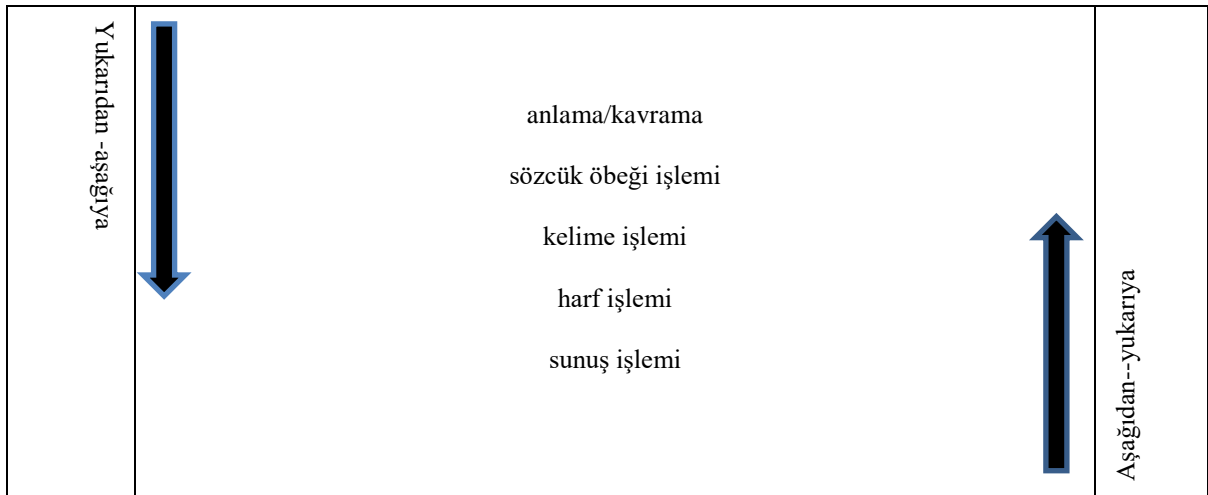 Yukarıdan -aşağıya
anlama/kavrama
sözcük öbeği işlemi
kelime işlemi
harf işlemi
sunuş işlemi
Aşağıdan--yukarıya